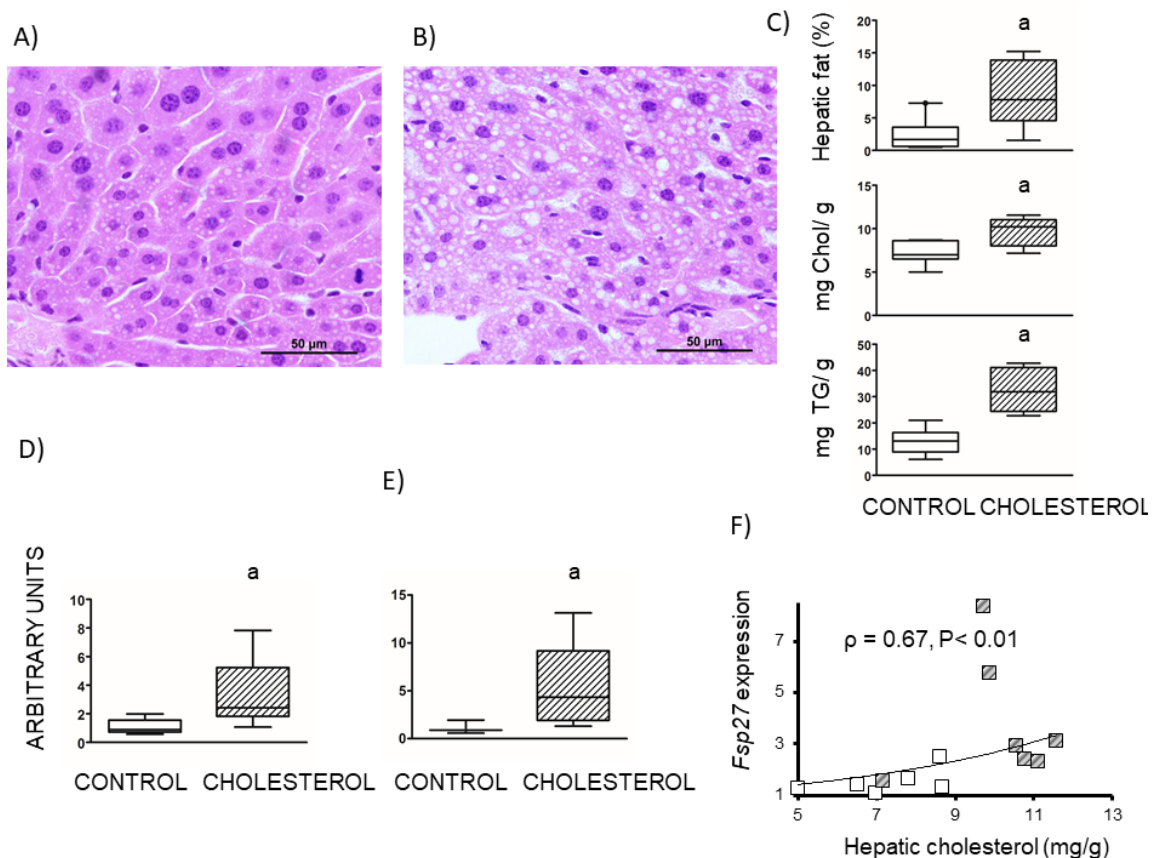 A)
B)
50 µm
50 µm
C)
Hepatic fat (%)
20
15
10
5
0
a
mg Chol/ g
15
10
5
0
a
mg TG/ g
50
40
30
20
10
0
a
CONTROL CHOLESTEROL
D)
ARBITRARY UNITS
10
8
6
4
2
0
a
CONTROL CHOLESTEROL
E)
15
10
5
0
a
CONTROL CHOLESTEROL
F)
Fsp27 expression
7
5
3
1
ρ = 0.67, P< 0.01
5 7 9 11 13
Hepatic cholesterol (mg/g)